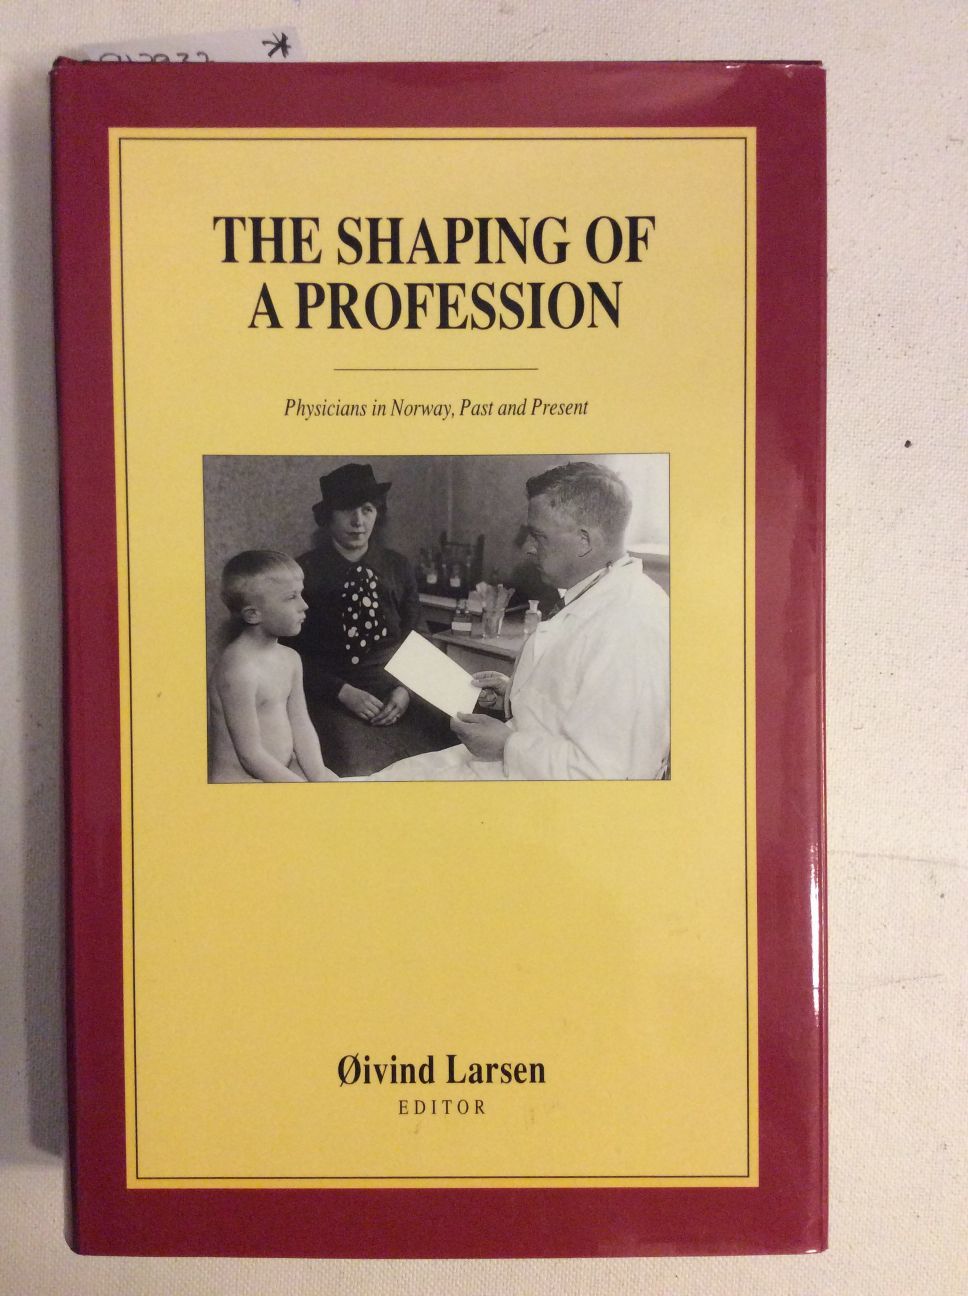 THE SHAPING OF
A PROFESSION
Physicians in Norway, Past and Present
Øivind Larsen
EDITOR